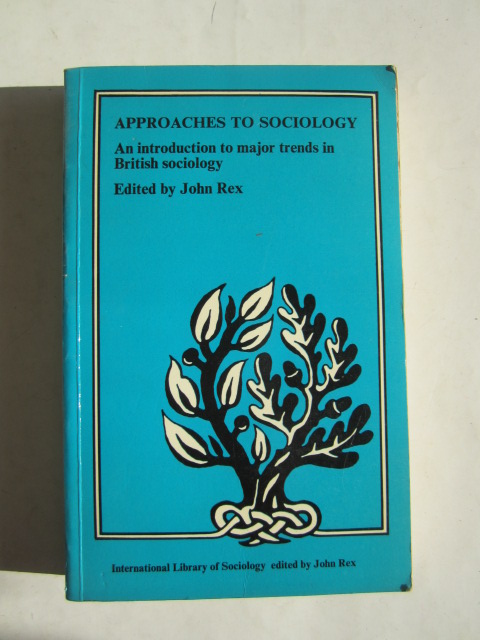 APPROACHES TO SOCIOLOGY
An introduction to major trends in
British sociology
Edited by John Rex
International Library of Sociology edited by John Rex